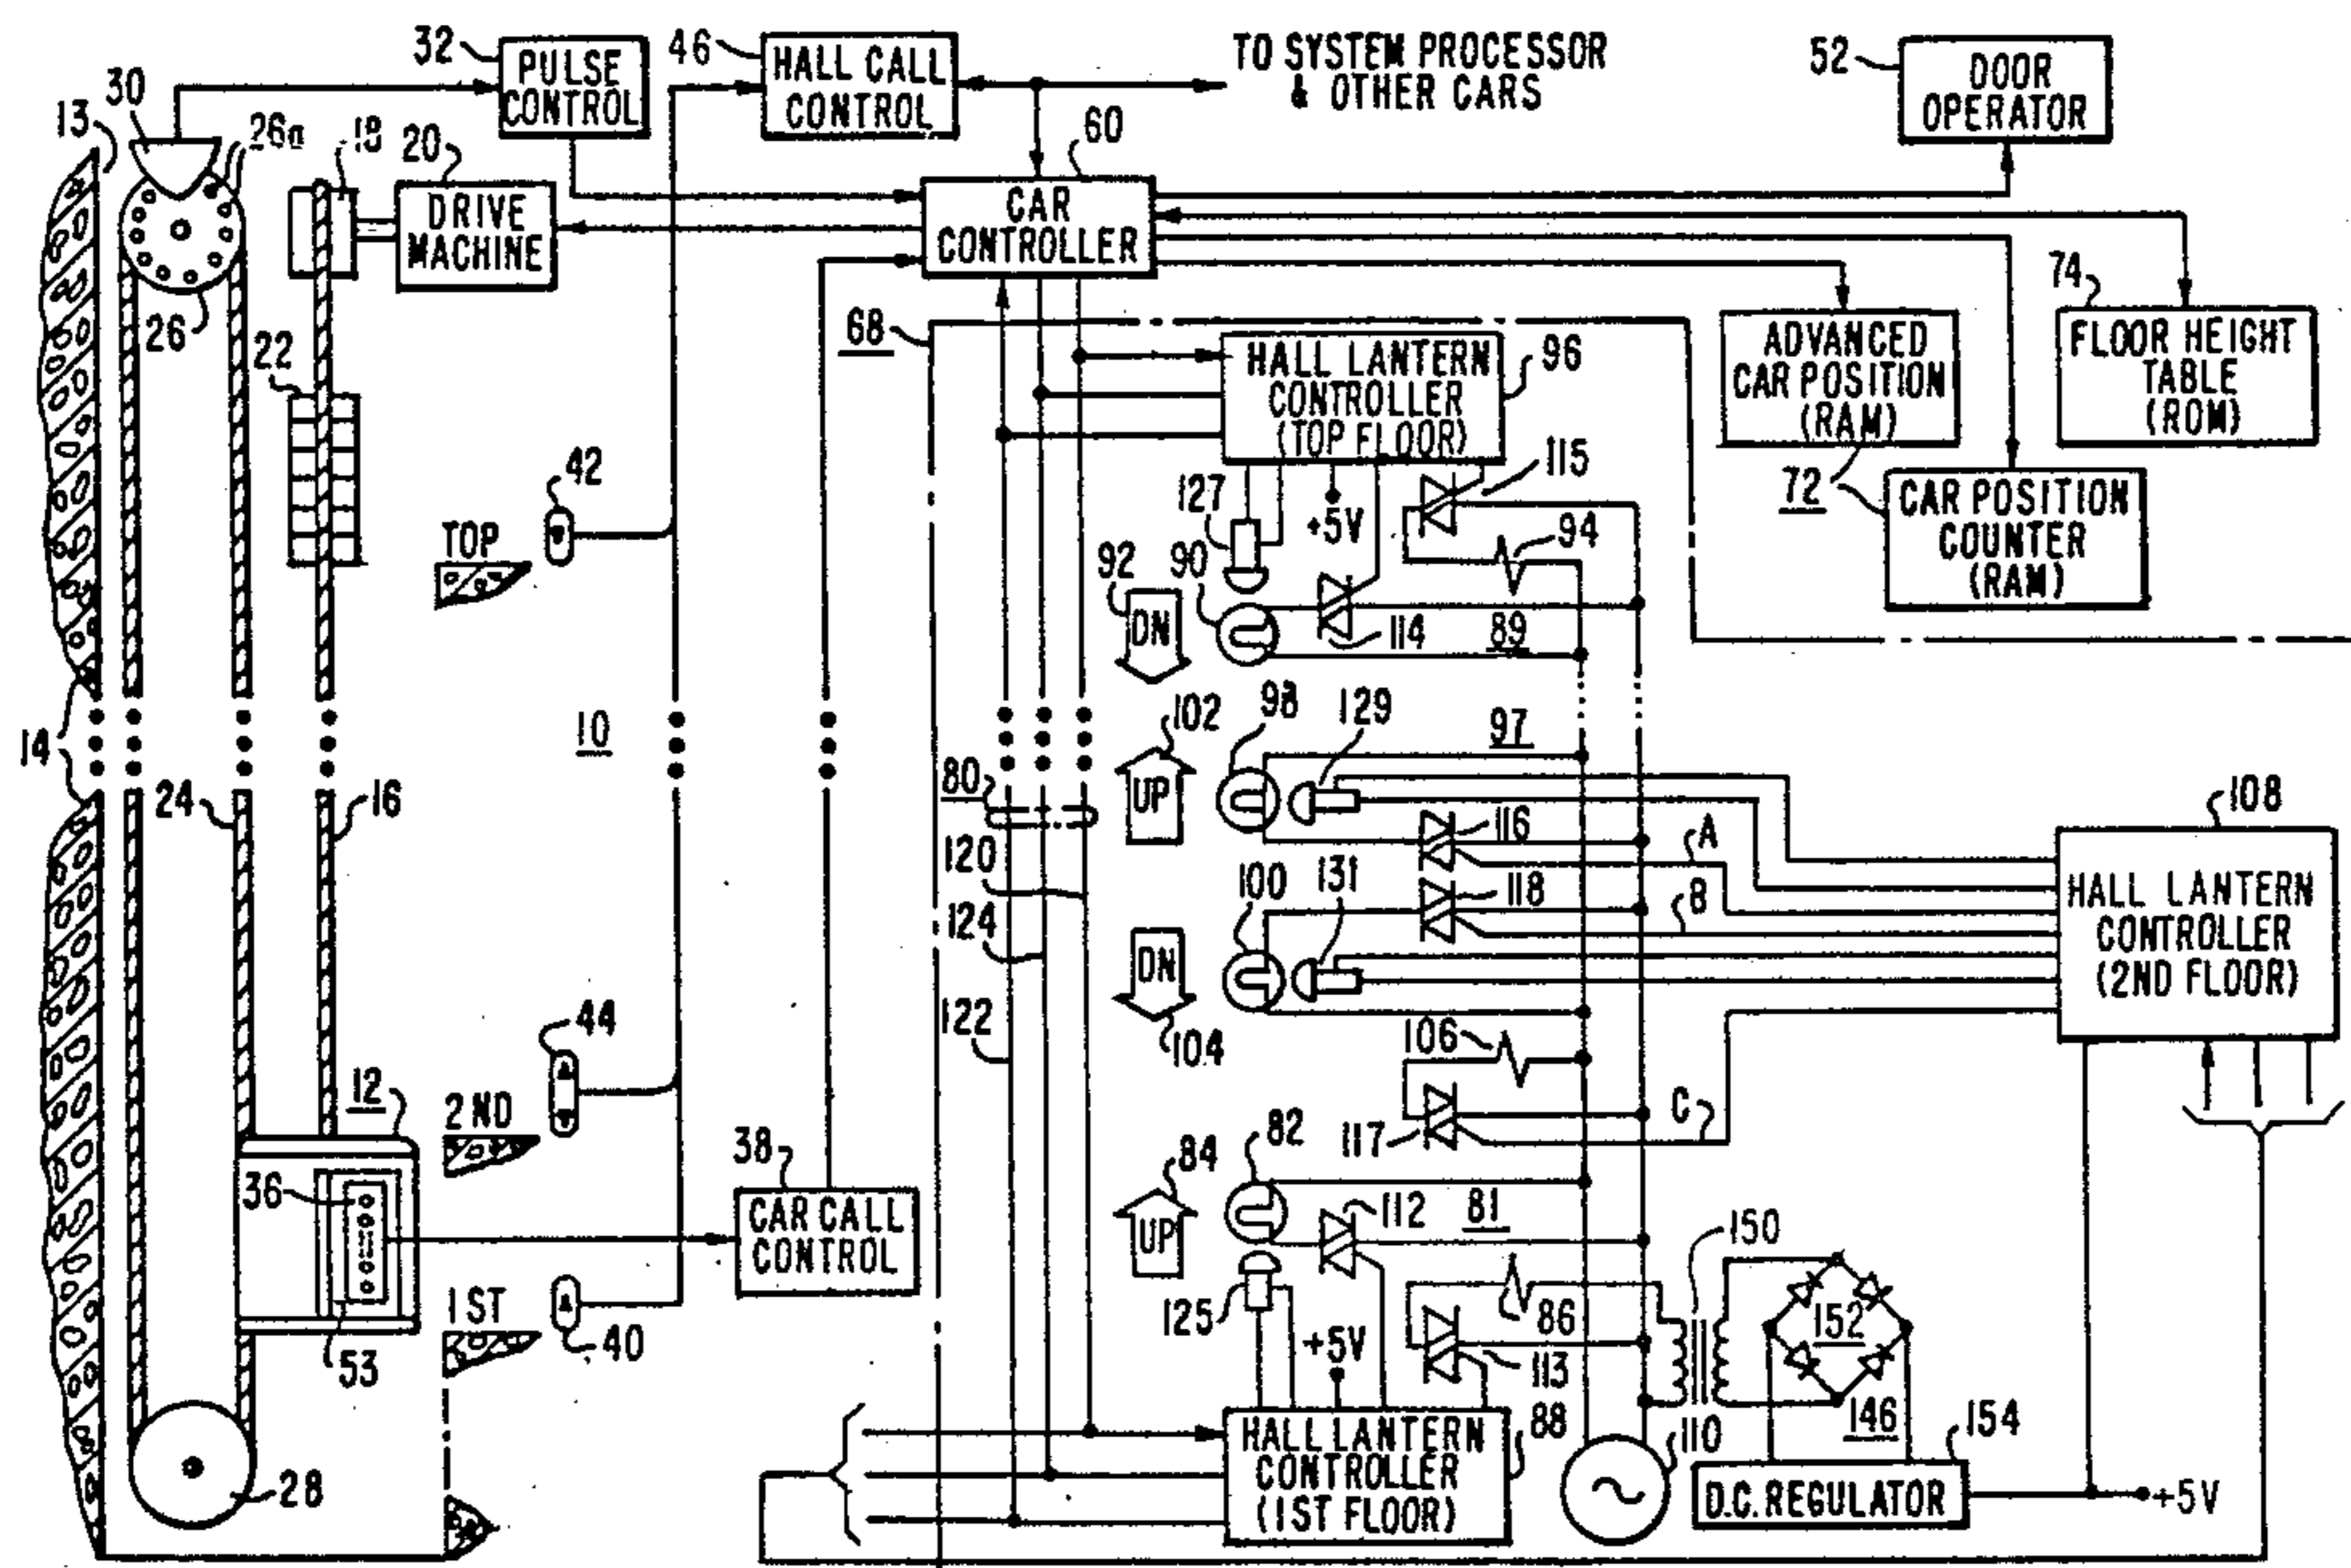 32
PULSE
CONTROL
46
HALL CALL
CONTROL
TO SYSTEM PROCESSOR
& OTHER CARS
52
DOOR
OPERATOR
13
30
26a
18
20
DRIVE
MACHINE
60
CAR
CONTROLLER
26
22
68
HALL LANTERN
CONTROLLER
(TOP FLOOR)
96
ADVANCED
CAR POSITION
(RAM)
74
FLOOR HEIGHT
TABLE
(ROM)
72
CAR POSITION
COUNTER
(RAM)
42
TOP
127
+5V
115
94
92
90
DN
114
89
14
10
102
98
129
97
UP
80
24
16
116
A
108
HALL LANTERN
CONTROLLER
(2ND FLOOR)
120
100
131
118
B
124
DN
104
122
106
44
12
2ND
117
C
36
38
CAR CALL
CONTROL
84
82
UP
112
81
150
1ST
40
53
125
+5V
86
113
152
28
HALL LANTERN
CONTROLLER
(1ST FLOOR)
88
110
146
154
D.C. REGULATOR
+5V